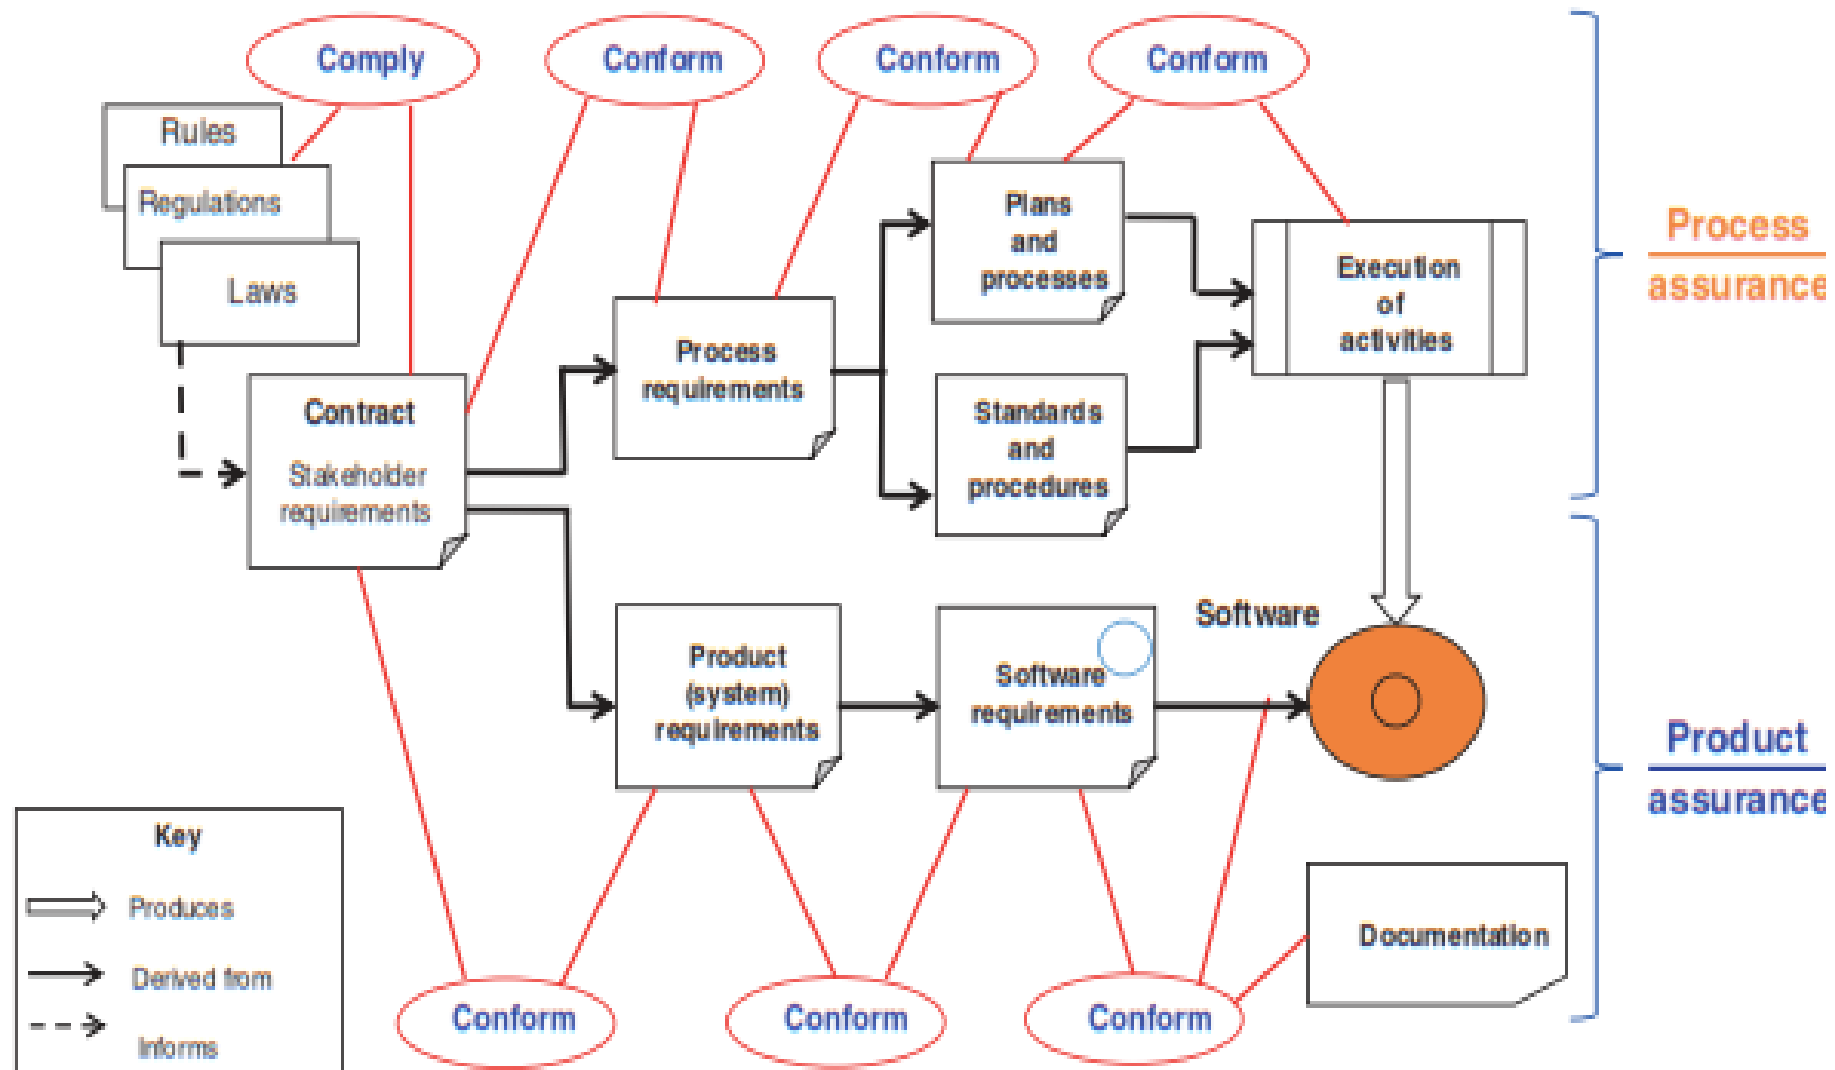 Comply
Conform
Conform
Conform
Rules
Regulations
Laws
Contract
Stakeholder
requirements
Process
requirements
Plans
and
processes
Standards
and
procedures
Execution
of
activities
Process
assurance
Product
(system)
requirements
Software
requirements
Software
Product
assurance
Documentation
Key
Produces
Derived from
Informs
Conform
Conform
Conform